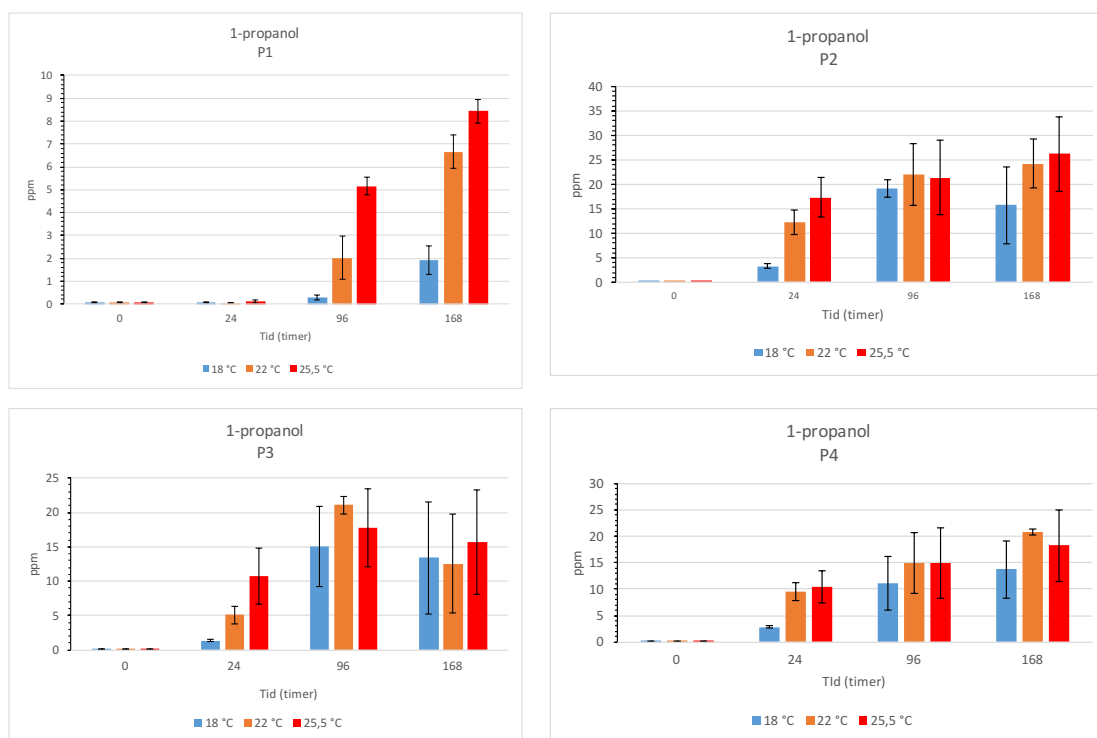 1-propanol
P1
10
9
8
7
6
5
4
3
2
1
0
ppm
0 24 96 168
Tid (timer)
18 °C 22 °C 25,5 °C
1-propanol
P2
40
35
30
25
20
15
10
5
0
ppm
0 24 96 168
Tid (timer)
18 °C 22 °C 25,5 °C
1-propanol
P3
25
20
15
10
5
0
ppm
0 24 96 168
Tid (timer)
18 °C 22 °C 25,5 °C
1-propanol
P4
30
25
20
15
10
5
0
ppm
0 24 96 168
TId (timer)
18 °C 22 °C 25,5 °C